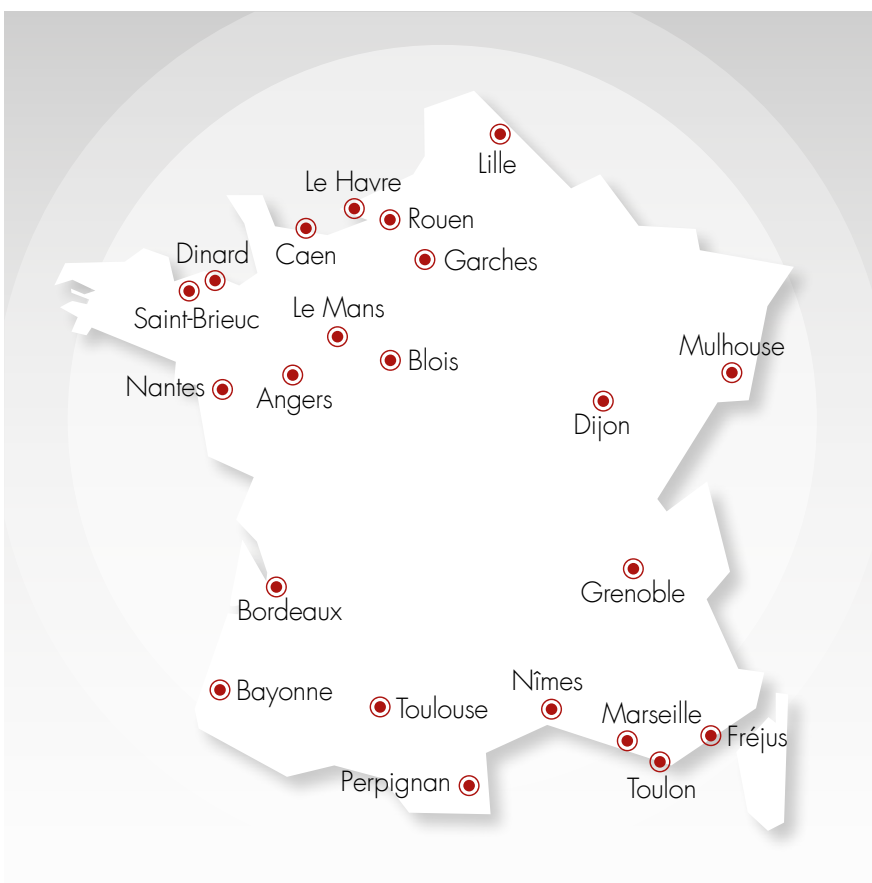 Lille
Le Havre
Rouen
Caen
Garches
Dinard
Saint-Brieuc
Le Mans
Mulhouse
Blois
Nantes
Angers
Dijon
Grenoble
Bordeaux
Bayonne
Nîmes
Toulouse
Marseille
Fréjus
Perpignan
Toulon